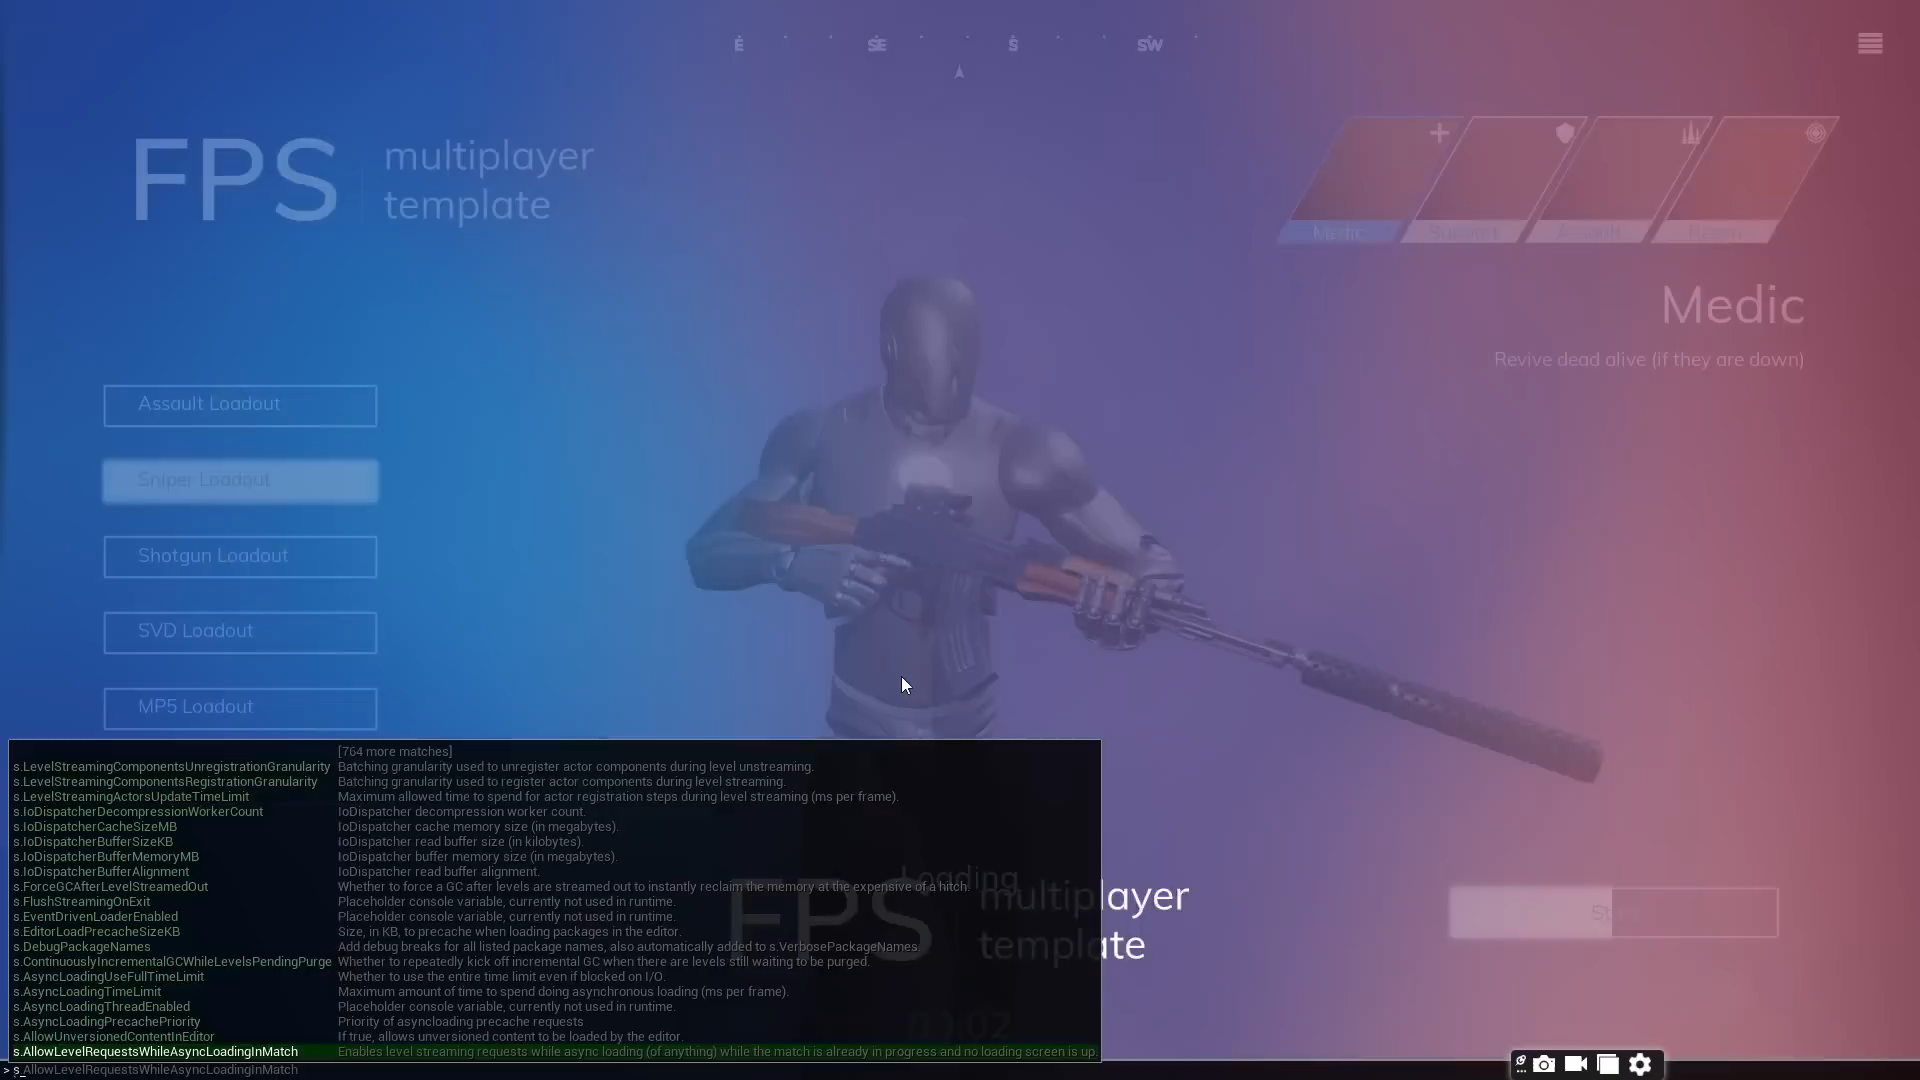 E SE S SW
FPS multiplayer template
Medic Support Assault Recon
Medic
Revive dead alive (if they are down)
Assault Loadout
Sniper Loadout
Shotgun Loadout
SVD Loadout
MP5 Loadout
[764 more matches]
s.LevelStreamingComponentsUnregistrationGranularity Batching granularity used to unregister actor components during level unstreaming.
s.LevelStreamingComponentsRegistrationGranularity Batching granularity used to register actor components during level streaming.
s.LevelStreamingActorsUpdateTimeLimit Maximum allowed time to spend for actor registration steps during level streaming (ms per frame).
s.IoDispatcherDecompressionWorkerCount IoDispatcher decompression worker count.
s.IoDispatcherCacheSizeMB IoDispatcher cache memory size (in megabytes).
s.IoDispatcherBufferSizeKB IoDispatcher read buffer size (in kilobytes).
s.IoDispatcherBufferMemoryMB IoDispatcher buffer memory size (in megabytes).
s.IoDispatcherBufferAlignment IoDispatcher read buffer alignment.
s.ForceGCAfterLevelStreamedOut Whether to force a GC after levels are streamed out to instantly reclaim the memory at the expensive of a hitch.
s.FlushStreamingOnExit Placeholder console variable, currently not used in runtime.
s.EventDrivenLoaderEnabled Placeholder console variable, currently not used in runtime.
s.EditorLoadPrecacheSizeKB Size, in KB, to precache when loading packages in the editor.
s.DebugPackageNames Add debug breaks for all listed package names, also automatically added to s.VerbosePackageNames.
s.ContinuouslyIncrementalGCWhileLevelsPendingPurge Whether to repeatedly kick off incremental GC when there are levels still waiting to be purged.
s.AsyncLoadingUseFullTimeLimit Whether to use the entire time limit even if blocked on I/O.
s.AsyncLoadingTimeLimit Maximum amount of time to spend doing asynchronous loading (ms per frame).
s.AsyncLoadingThreadEnabled Placeholder console variable, currently not used in runtime.
s.AsyncLoadingPrecachePriority Priority of asyncloading precache requests
s.AllowUnversionedContentInEditor If true, allows unversioned content to be loaded by the editor.
s.AllowLevelRequestsWhileAsyncLoadingInMatch Enables level streaming requests while async loading (of anything) while the match is already in progress and no loading screen is up.
> s_AllowLevelRequestsWhileAsyncLoadingInMatch
Loading
FPS multiplayer template